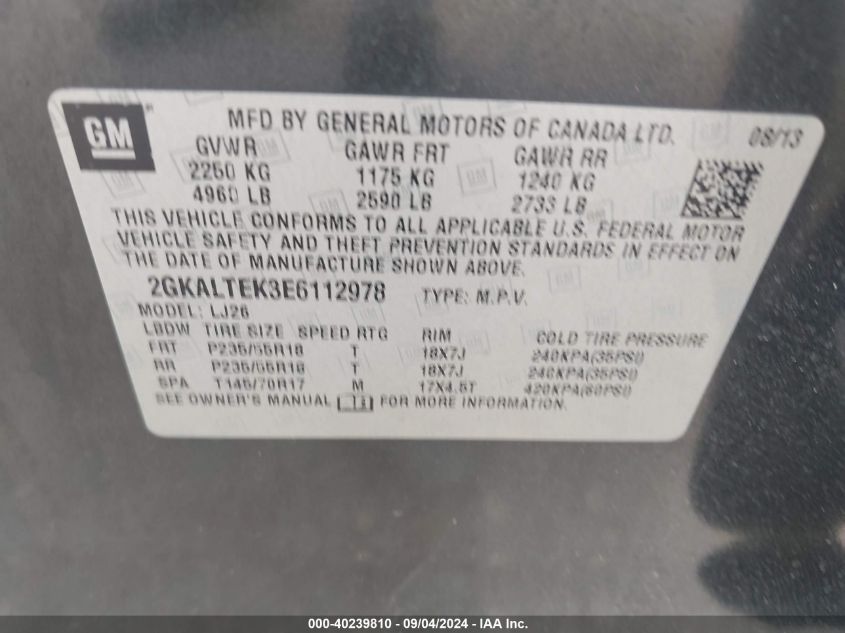 GM
MFD BY GENERAL MOTORS OF CANADA LTD. 08/13
GVWR GAWR FRT GAWR RR
2250 KG 1175 KG 1240 KG
4960 LB 2590 LB 2733 LB
THIS VEHICLE CONFORMS TO ALL APPLICABLE U.S. FEDERAL MOTOR
VEHICLE SAFETY AND THEFT PREVENTION STANDARDS IN EFFECT ON
THE DATE OF MANUFACTURE SHOWN ABOVE.
2GKALTEK3E6112978 TYPE: M.P.V.
MODEL: LJ26
LBDW TIRE SIZE SPEED RTG RIM COLD TIRE PRESSURE
FRT P235/55R18 T 18X7J 240KPA(35PSI)
RR P235/55R18 T 18X7J 240KPA(35PSI)
SPA T145/70R17 M 17X4.5T 420KPA(60PSI)
SEE OWNER'S MANUAL FOR MORE INFORMATION.
000-40239810 - 09/04/2024 - IAA Inc.